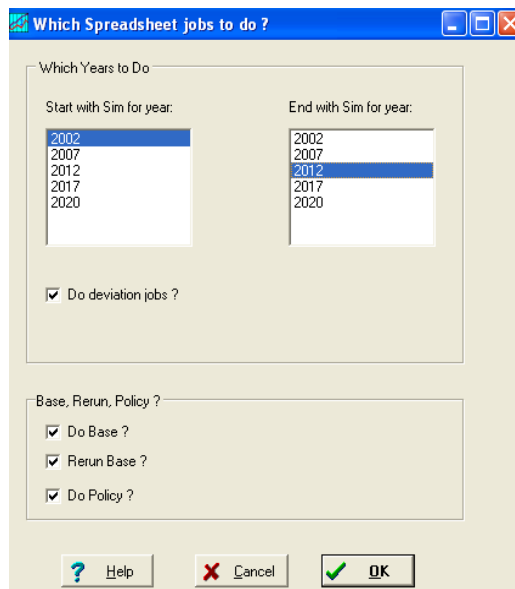 Which Spreadsheet jobs to do ?
Which Years to Do
Start with Sim for year:
End with Sim for year:
2002
2007
2012
2017
2020
2002
2007
2012
2017
2020
Do deviation jobs ?
Base, Rerun, Policy ?
Do Base ?
Rerun Base ?
Do Policy ?
Help
Cancel
OK